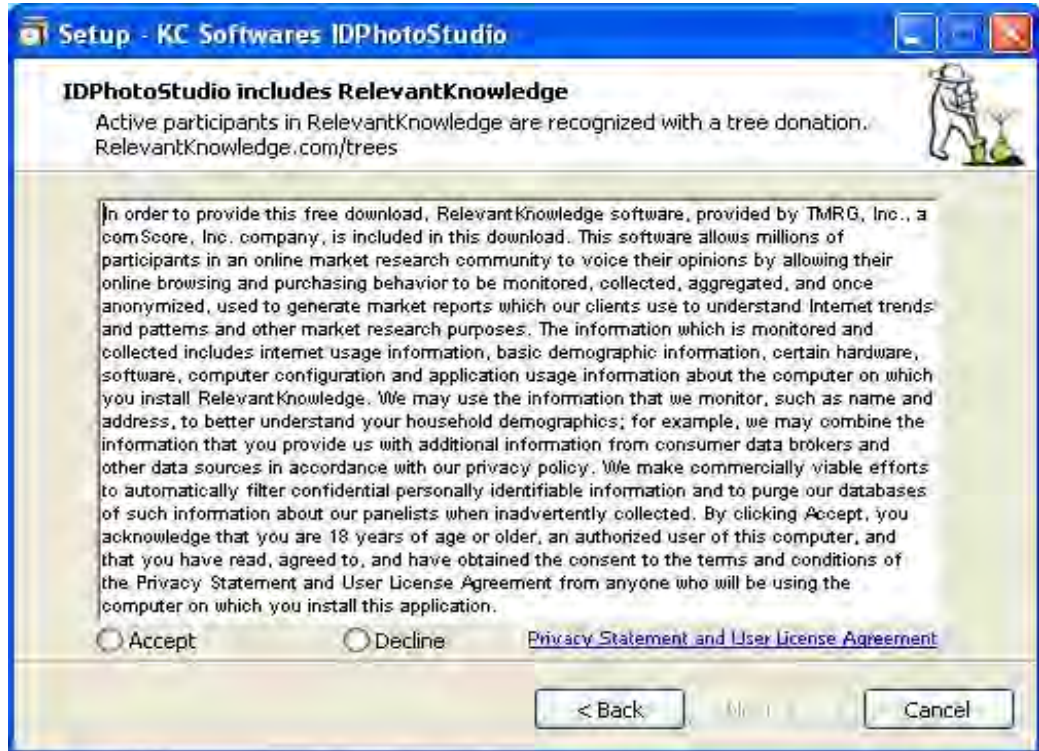 Setup - KC Softwares IDPhotoStudio
IDPhotoStudio includes RelevantKnowledge
Active participants in RelevantKnowledge are recognized with a tree donation.
RelevantKnowledge.com/trees
In order to provide this free download, RelevantKnowledge software, provided by TMRG, Inc., a
comScore, Inc. company, is included in this download. This software allows millions of
participants in an online market research community to voice their opinions by allowing their
online browsing and purchasing behavior to be monitored, collected, aggregated, and once
anonymized, used to generate market reports which our clients use to understand Internet trends
and patterns and other market research purposes. The information which is monitored and
collected includes internet usage information, basic demographic information, certain hardware,
software, computer configuration and application usage information about the computer on which
you install RelevantKnowledge. We may use the information that we monitor, such as name and
address, to better understand your household demographics; for example, we may combine the
information that you provide us with additional information from consumer data brokers and
other data sources in accordance with our privacy policy. We make commercially viable efforts
to automatically filter confidential personally identifiable information and to purge our databases
of such information about our panelists when inadvertently collected. By clicking Accept, you
acknowledge that you are 18 years of age or older, an authorized user of this computer, and
that you have read, agreed to, and have obtained the consent to the terms and conditions of
the Privacy Statement and User License Agreement from anyone who will be using the
computer on which you install this application.
Accept Decline Privacy Statement and User License Agreement
< Back Cancel